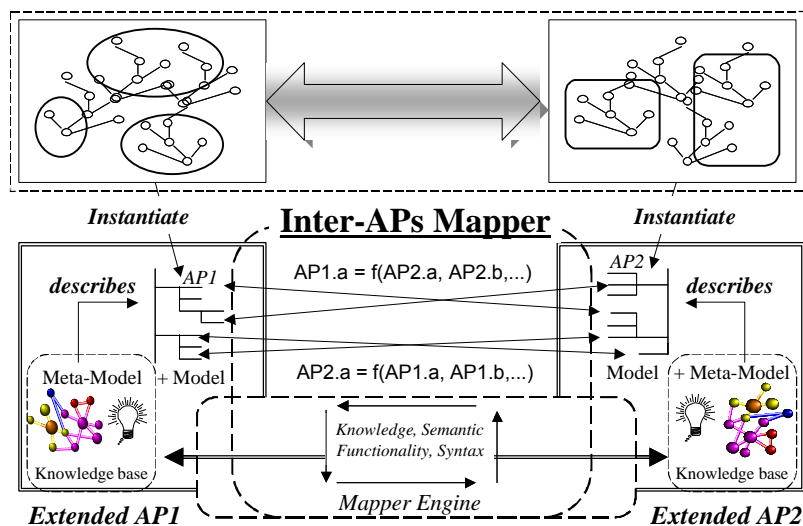 Instantiate
Inter-APs Mapper
Instantiate
describes
AP1
AP1.a = f(AP2.a, AP2.b,...)
AP2
describes
Meta-Model
+ Model
AP2.a = f(AP1.a, AP1.b,...)
Model
+ Meta-Model
Knowledge, Semantic
Functionality, Syntax
Knowledge base
Knowledge base
Mapper Engine
Extended AP1
Extended AP2